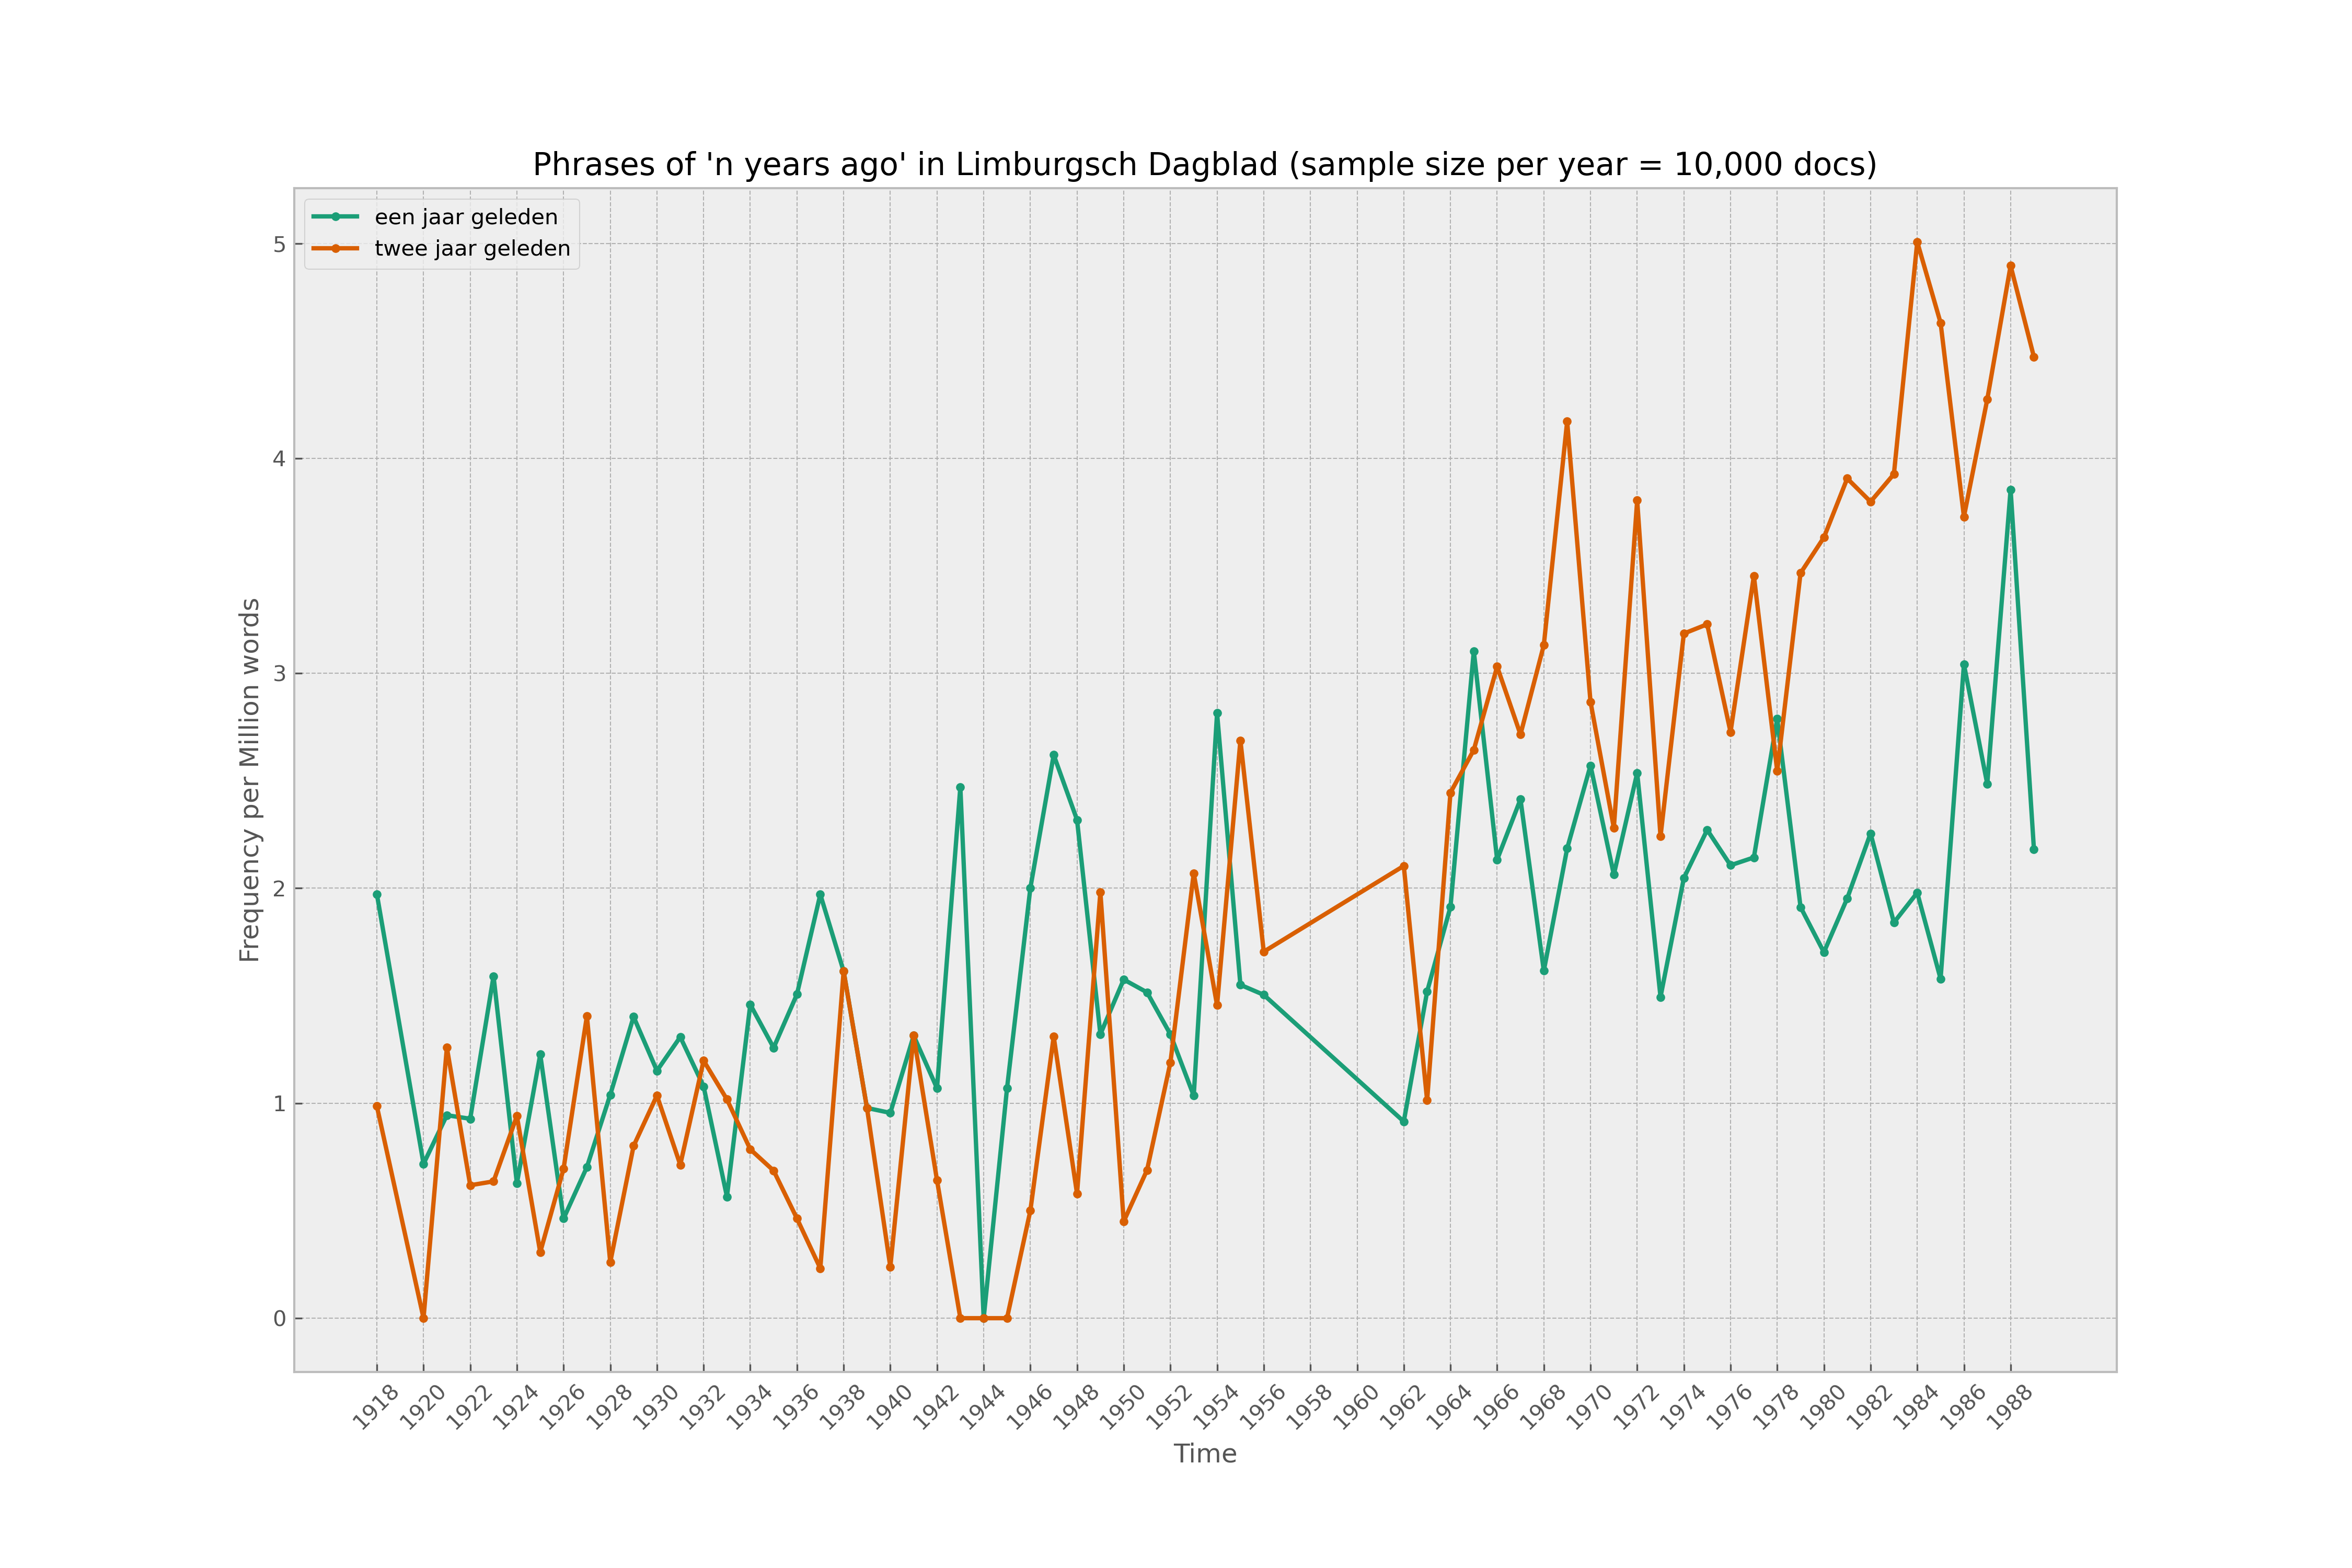 Phrases of 'n years ago' in Limburgsch Dagblad (sample size per year = 10,000 docs)
een jaar geleden
twee jaar geleden
5
4
3
2
1
0
Frequency per Million words
1918 1920 1922 1924 1926 1928 1930 1932 1934 1936 1938 1940 1942 1944 1946 1948 1950 1952 1954 1956 1958 1960 1962 1964 1966 1968 1970 1972 1974 1976 1978 1980 1982 1984 1986 1988
Time